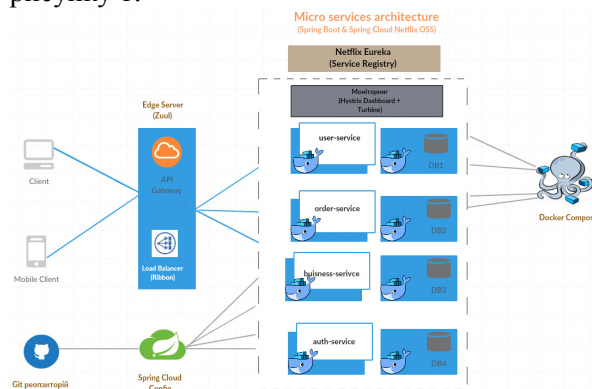 рисунку 1.
Micro services architecture
(Spring Boot & Spring Cloud Netflix OSS)
Netflix Eureka
(Service Registry)
Моніторинг
(Hystrix Dashboard +
Turbine)
Edge Server
(Zuul)
API
Gateway
Load Balancer
(Ribbon)
Client
Mobile Client
user-service
DB1
order-service
DB2
buisness-serivce
DB3
auth-service
DB4
Docker Compos
Git репозиторій
Spring Cloud
Config